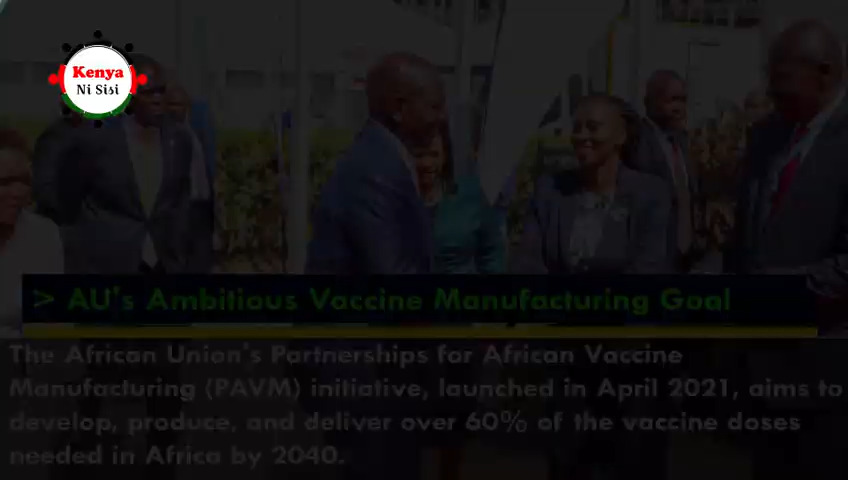 Kenya
Ni Sisi
> AU's Ambitious Vaccine Manufacturing Goal
The African Union's Partnerships for African Vaccine
Manufacturing (PAVM) initiative, launched in April 2021, aims to
develop, produce, and deliver over 60% of the vaccine doses
needed in Africa by 2040.